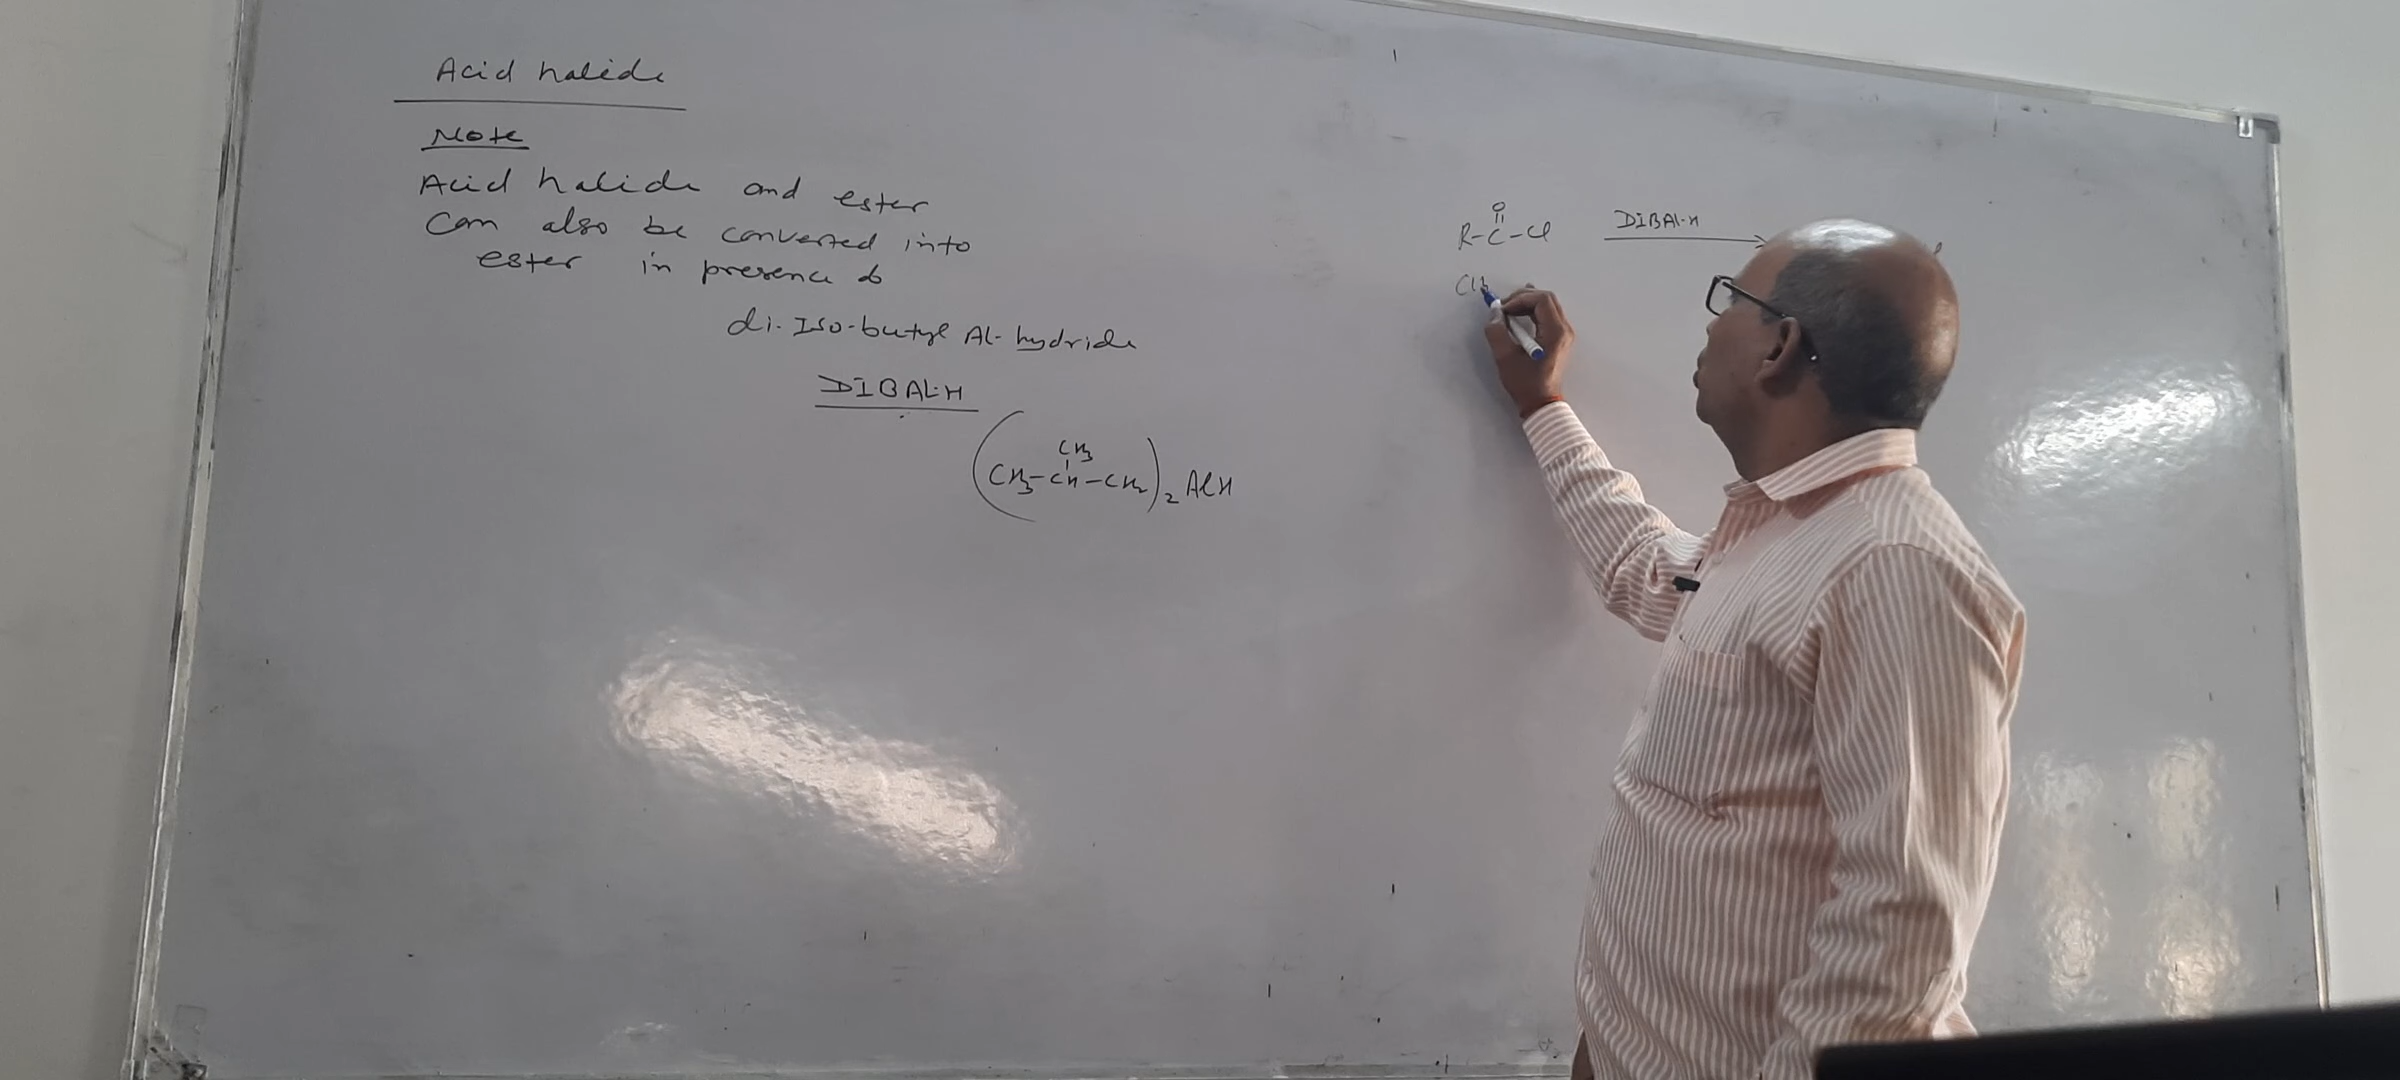 Acid halide
Note
Acid halide and ester
Can also be converted into
ester in presence of
di-Iso-butyl Al-hydride
DIBAL-H
CH3
(CH3-CH-CH2)2 AlH
O
||
R-C-Cl DIBAl-H
CH3